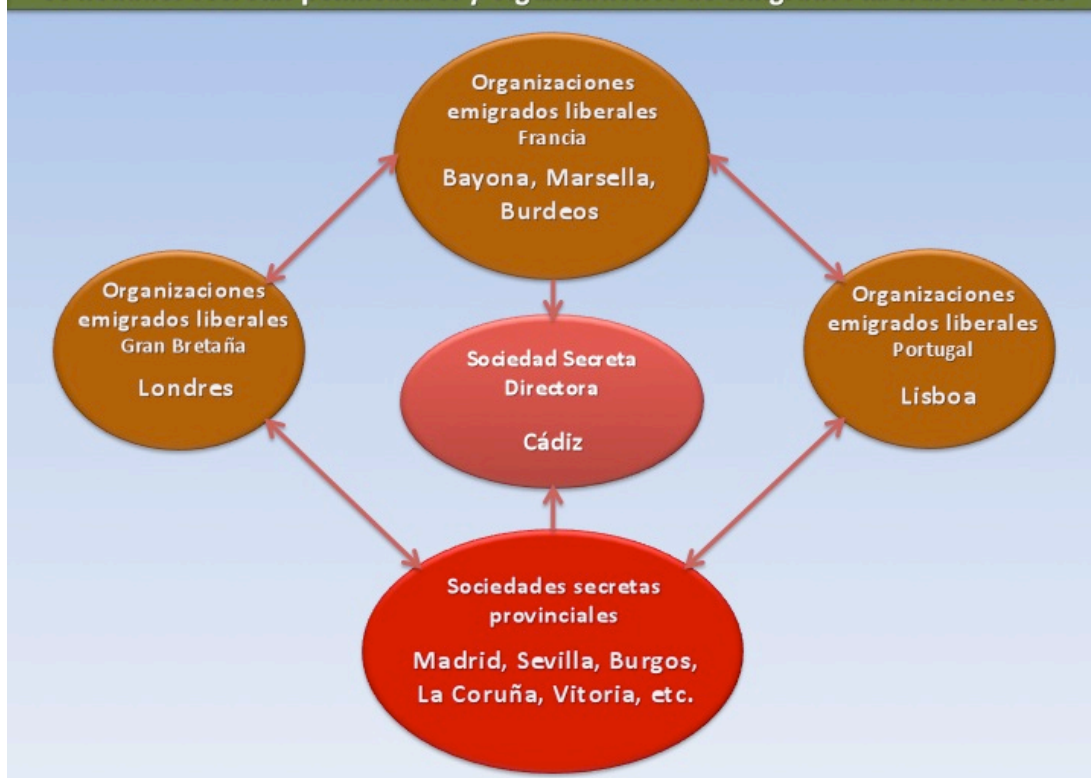 Organizaciones
emigrados liberales
Francia
Bayona, Marsella,
Burdeos
Organizaciones
emigrados liberales
Gran Bretaña
Londres
Sociedad Secreta
Directora
Cádiz
Organizaciones
emigrados liberales
Portugal
Lisboa
Sociedades secretas
provinciales
Madrid, Sevilla, Burgos,
La Coruña, Vitoria, etc.